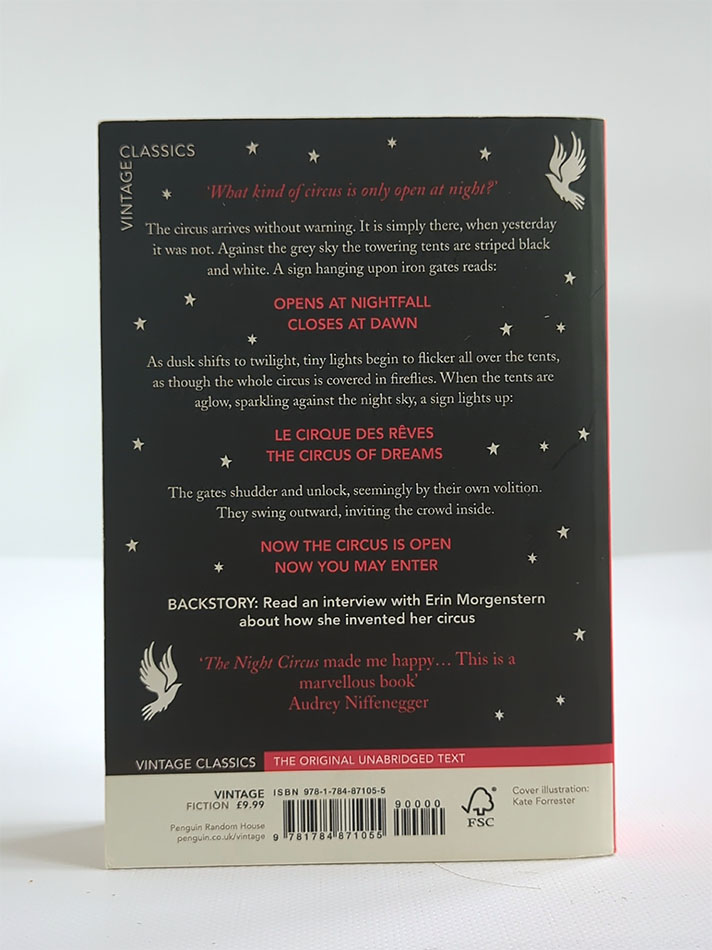 VINTAGE CLASSICS
‘What kind of circus is only open at night?’
The circus arrives without warning. It is simply there, when yesterday
it was not. Against the grey sky the towering tents are striped black
and white. A sign hanging upon iron gates reads:
OPENS AT NIGHTFALL
CLOSES AT DAWN
As dusk shifts to twilight, tiny lights begin to flicker all over the tents,
as though the whole circus is covered in fireflies. When the tents are
aglow, sparkling against the night sky, a sign lights up:
LE CIRQUE DES RÊVES
THE CIRCUS OF DREAMS
The gates shudder and unlock, seemingly by their own volition.
They swing outward, inviting the crowd inside.
NOW THE CIRCUS IS OPEN
NOW YOU MAY ENTER
BACKSTORY: Read an interview with Erin Morgenstern
about how she invented her circus
‘The Night Circus made me happy… This is a
marvellous book’
Audrey Niffenegger
VINTAGE CLASSICS THE ORIGINAL UNABRIDGED TEXT
VINTAGE
FICTION £9.99
Penguin Random House
penguin.co.uk/vintage
ISBN 978-1-784-87105-5
90000
9 781784 871055
FSC
Cover illustration:
Kate Forrester